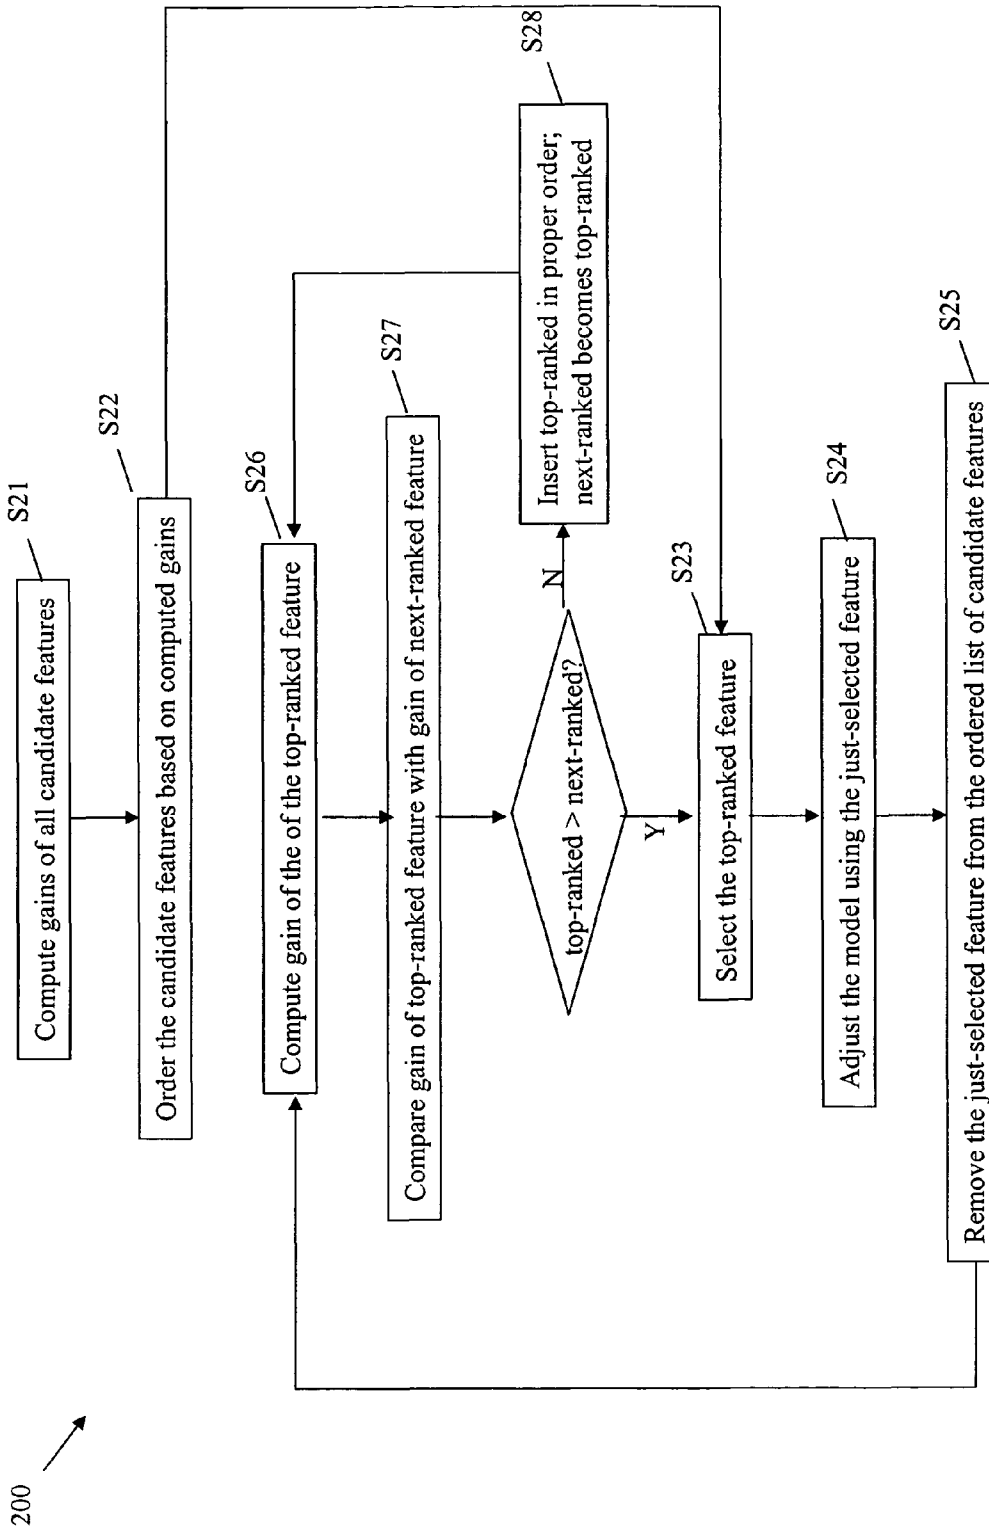 200
Compute gains of all candidate features
S21
Order the candidate features based on computed gains
S22
Compute gain of the of the top-ranked feature
S26
Compare gain of top-ranked feature with gain of next-ranked feature
S27
top-ranked > next-ranked?
N
Insert top-ranked in proper order;
next-ranked becomes top-ranked
S28
Y
Select the top-ranked feature
S23
Adjust the model using the just-selected feature
S24
Remove the just-selected feature from the ordered list of candidate features
S25